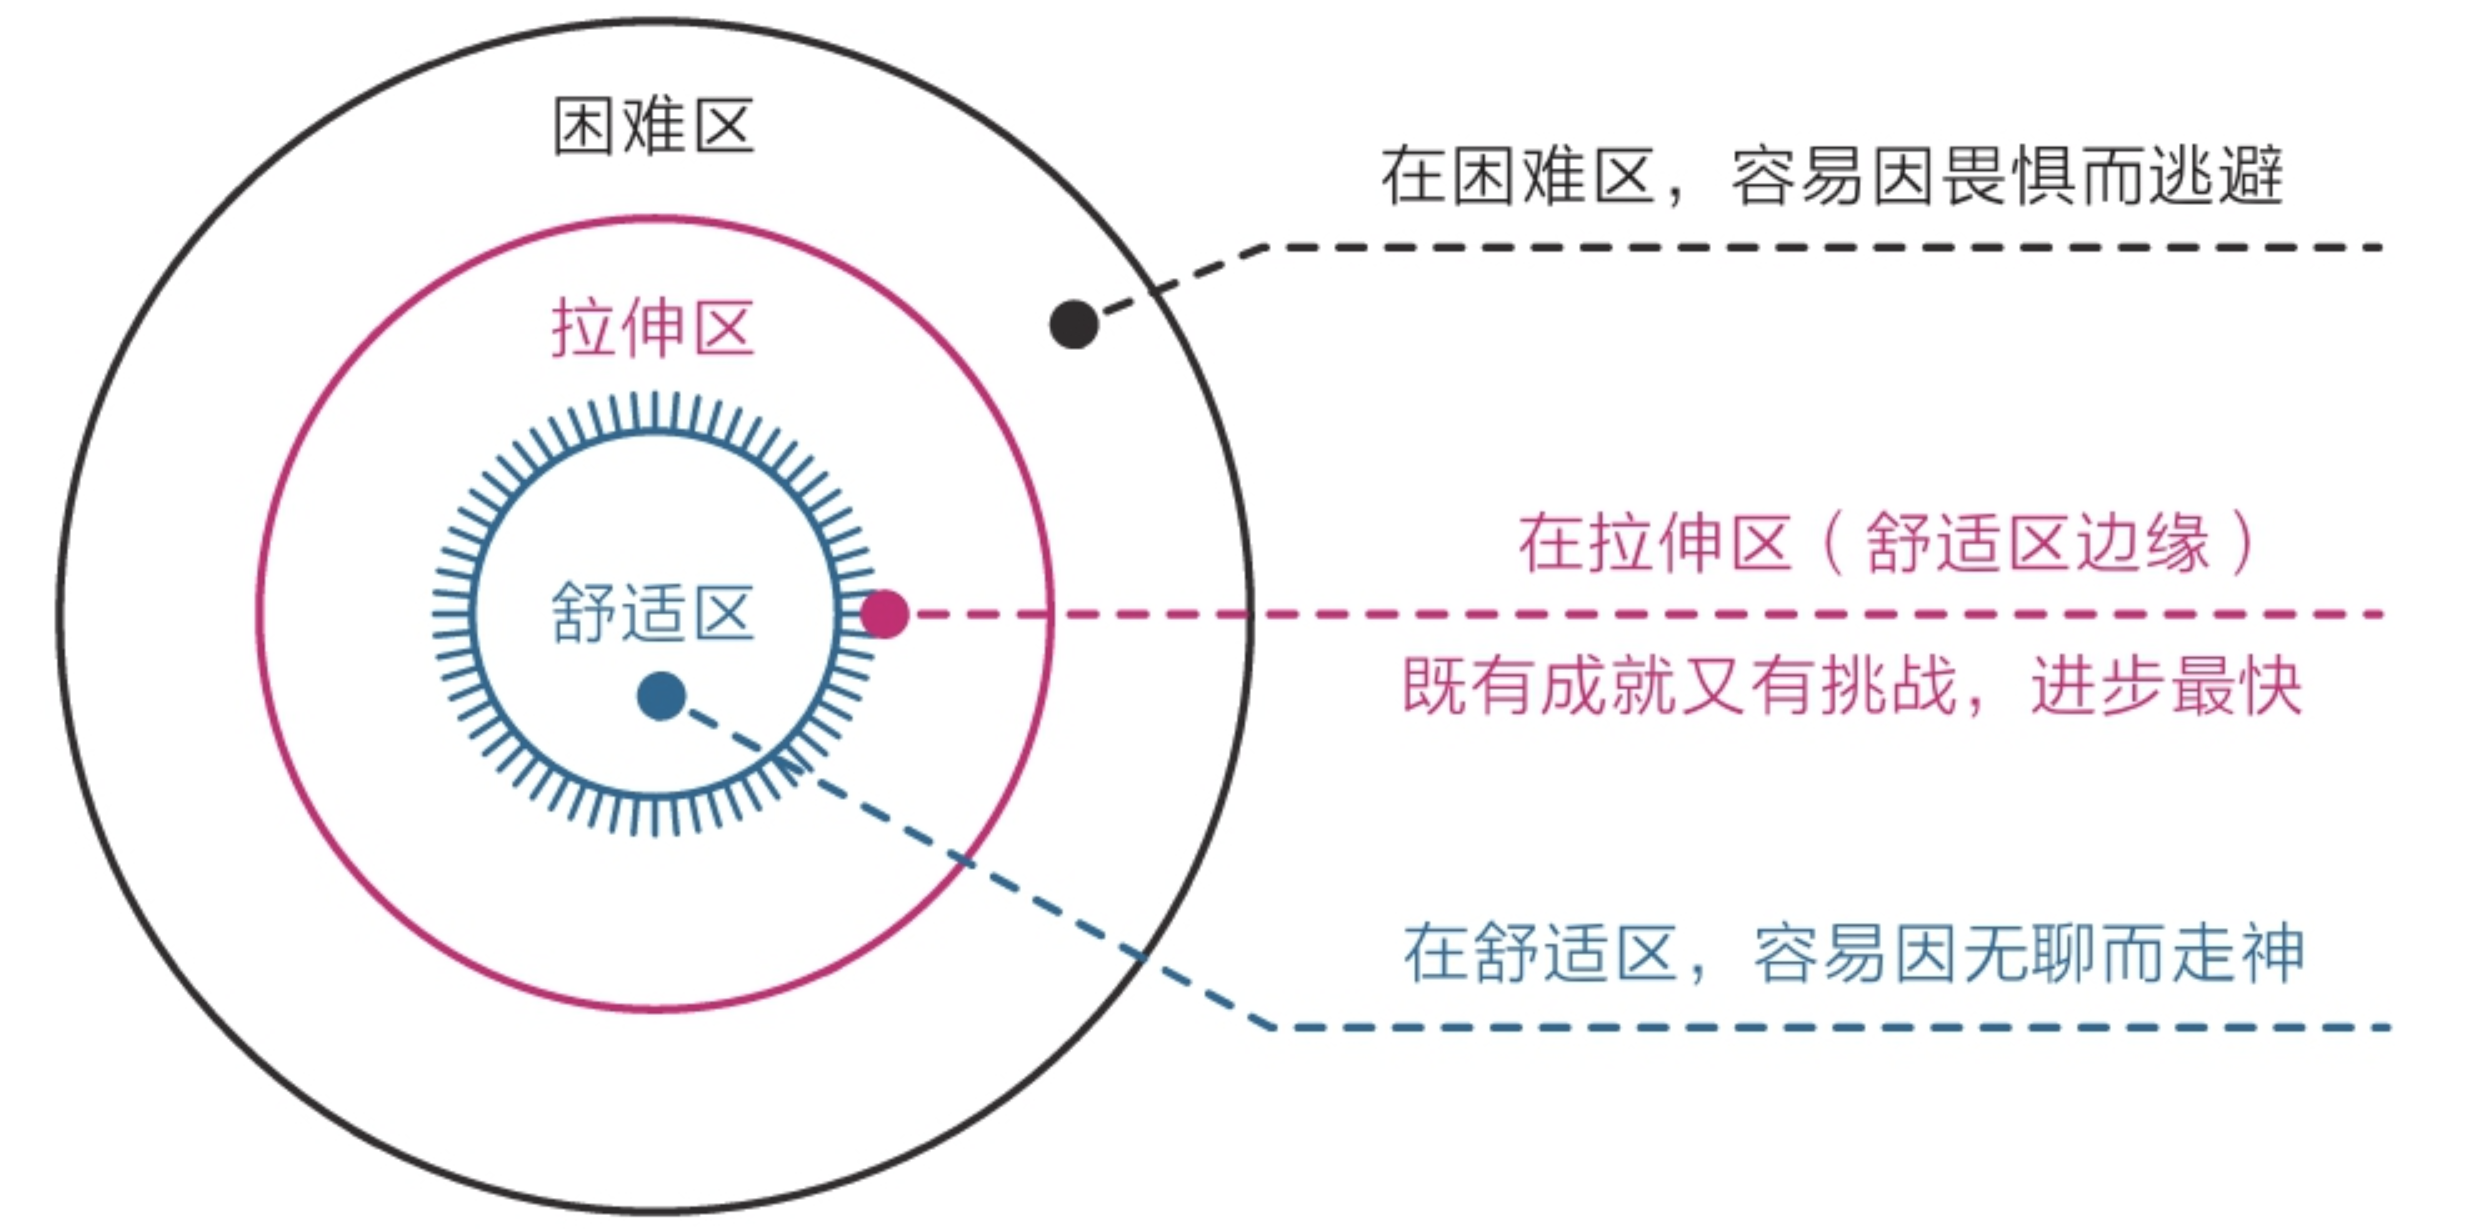 困难区
在困难区，容易因畏惧而逃避
拉伸区
在拉伸区（舒适区边缘）
舒适区
既有成就又有挑战，进步最快
在舒适区，容易因无聊而走神